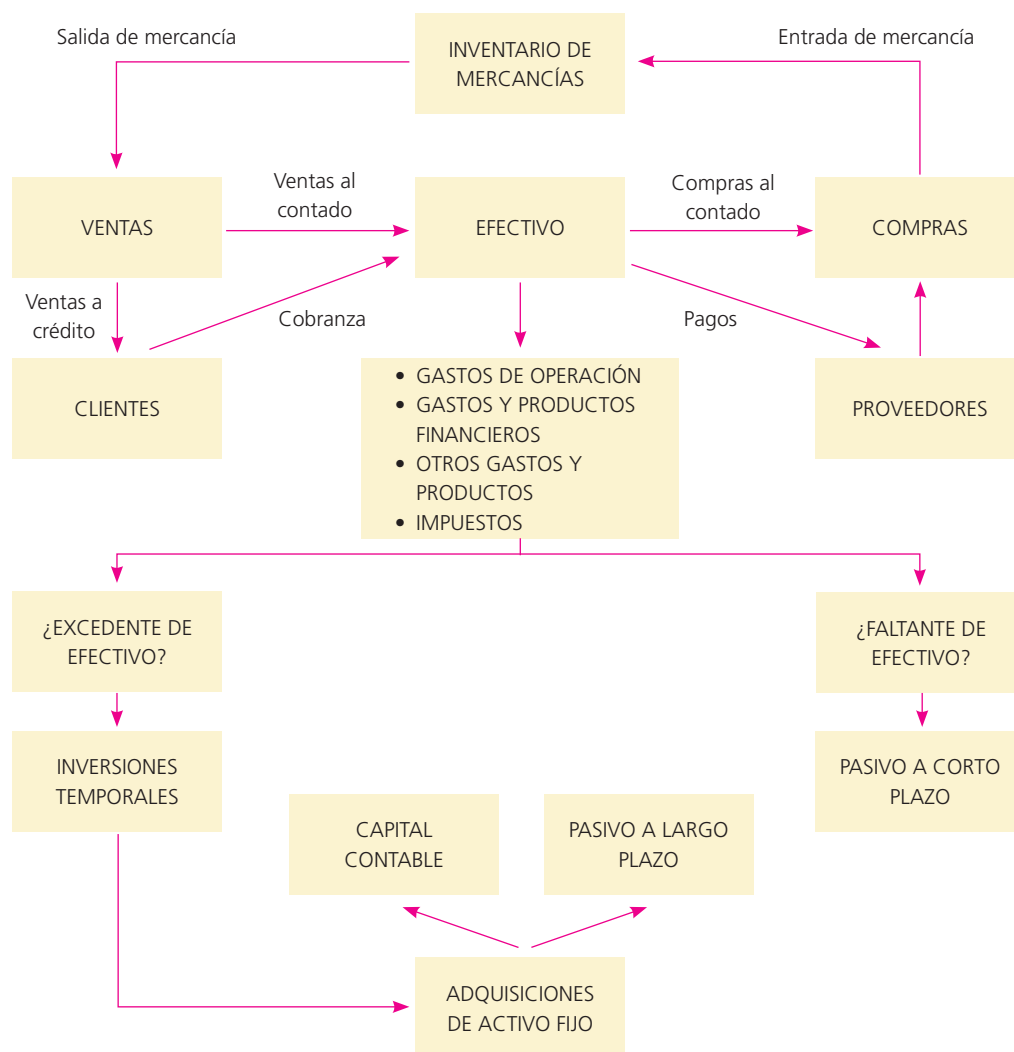 Salida de mercancía
INVENTARIO DE
MERCANCÍAS
Entrada de mercancía
VENTAS
Ventas al
contado
EFECTIVO
Compras al
contado
COMPRAS
Ventas a
crédito
Cobranza
Pagos
CLIENTES
• GASTOS DE OPERACIÓN
• GASTOS Y PRODUCTOS
FINANCIEROS
• OTROS GASTOS Y
PRODUCTOS
• IMPUESTOS
PROVEEDORES
¿EXCEDENTE DE
EFECTIVO?
¿FALTANTE DE
EFECTIVO?
INVERSIONES
TEMPORALES
PASIVO A CORTO
PLAZO
CAPITAL
CONTABLE
PASIVO A LARGO
PLAZO
ADQUISICIONES
DE ACTIVO FIJO